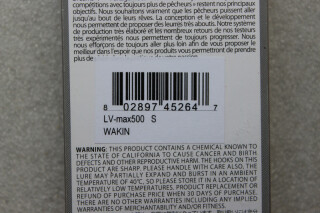 compétitions avec toujours plus de pêcheurs » restent nos principaux
objectifs. Nous souhaitons vraiment que les pêcheurs puissent aller
jusqu'au bout de leurs rêves. La conception et le développement
nous permettent de proposer des leurres très aboutis. Notre système
de production très élaboré et les nombreux retours de nos testeurs
très expérimentés nous permettent de toujours progresser. Nous
nous efforçons de toujours aller plus loin afin de vous proposer le
meilleur dans l'espoir que nos produits vous permettront de prendre
8 02897 45264 7
LV-max500 S
WAKIN
WARNING: THIS PRODUCT CONTAINS A CHEMICAL KNOWN TO
THE STATE OF CALIFORNIA TO CAUSE CANCER AND BIRTH
DEFECTS AND OTHER REPRODUCTIVE HARM. THE HOOKS ON THIS
PRODUCT ARE SHARP. PLEASE HANDLE WITH CARE. ALSO THE
LURE MAY PARTIALLY EXPAND AND BURST IN AN AMBIENT
TEMPERATURE OF 40°C, SO PLEASE STORE IT IN A LOCATION OF
RELATIVELY LOW TEMPERATURES. PRODUCT REPLACEMENT OR
REFUND OF PRODUCT FROM WITHIN 30 DAYS OF PURCHASE.
THERE ARE NO OTHER WARRANTIES INCLUDING ANY IMPLIED
WARRANTIES OF MERCHANTABILITY AND/OR FITNESS.